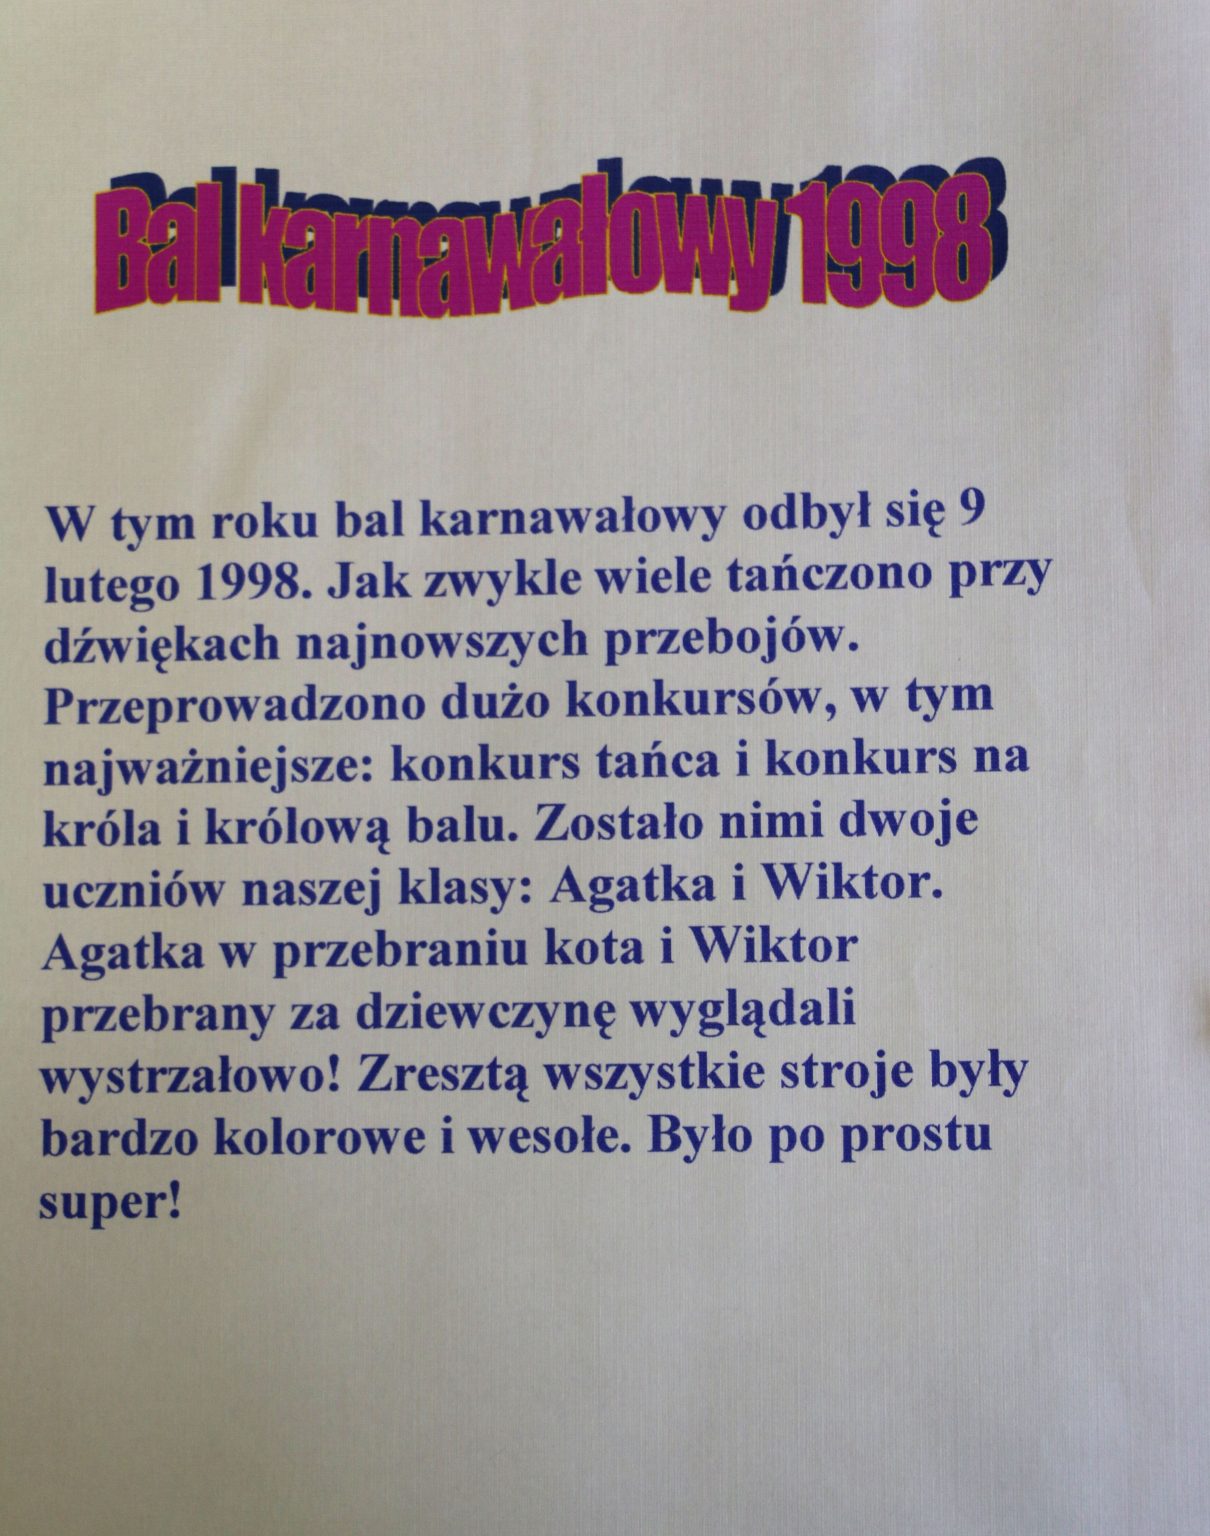 Bal karnawałowy 1998
W tym roku bal karnawałowy odbył się 9
lutego 1998. Jak zwykle wiele tańczono przy
dźwiękach najnowszych przebojów.
Przeprowadzono dużo konkursów, w tym
najważniejsze: konkurs tańca i konkurs na
króla i królową balu. Zostało nimi dwoje
uczniów naszej klasy: Agatka i Wiktor.
Agatka w przebraniu kota i Wiktor
przebrany za dziewczynę wyglądali
wystrzałowo! Zresztą wszystkie stroje były
bardzo kolorowe i wesołe. Było po prostu
super!